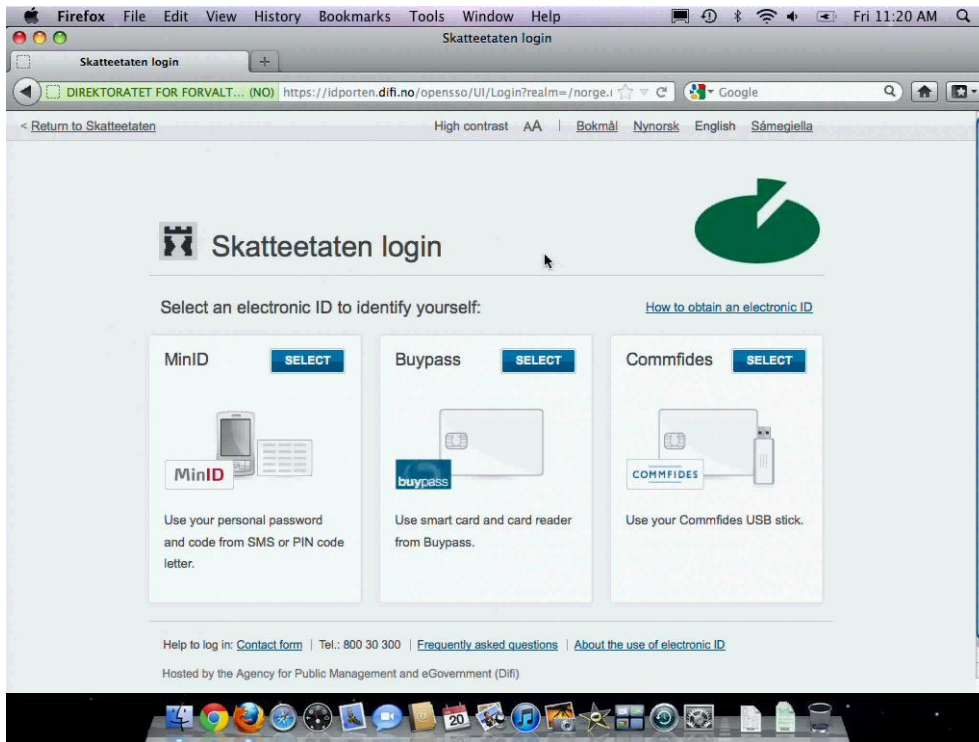 Firefox File Edit View History Bookmarks Tools Window Help Fri 11:20 AM
Skatteetaten login
Skatteetaten login
DIREKTORATET FOR FORVALT... (NO) https://idporten.difi.no/opensso/UI/Login?realm=/norge.r Google
< Return to Skatteetaten High contrast AA | Bokmål Nynorsk English Sámegiella
Skatteetaten login
Select an electronic ID to identify yourself: How to obtain an electronic ID
MinID SELECT Buypass SELECT Commfides SELECT
MinID buypass COMMFIDES
Use your personal password
and code from SMS or PIN code
letter.
Use smart card and card reader
from Buypass.
Use your Commfides USB stick.
Help to log in: Contact form | Tel.: 800 30 300 | Frequently asked questions | About the use of electronic ID
Hosted by the Agency for Public Management and eGovernment (Difi)
20